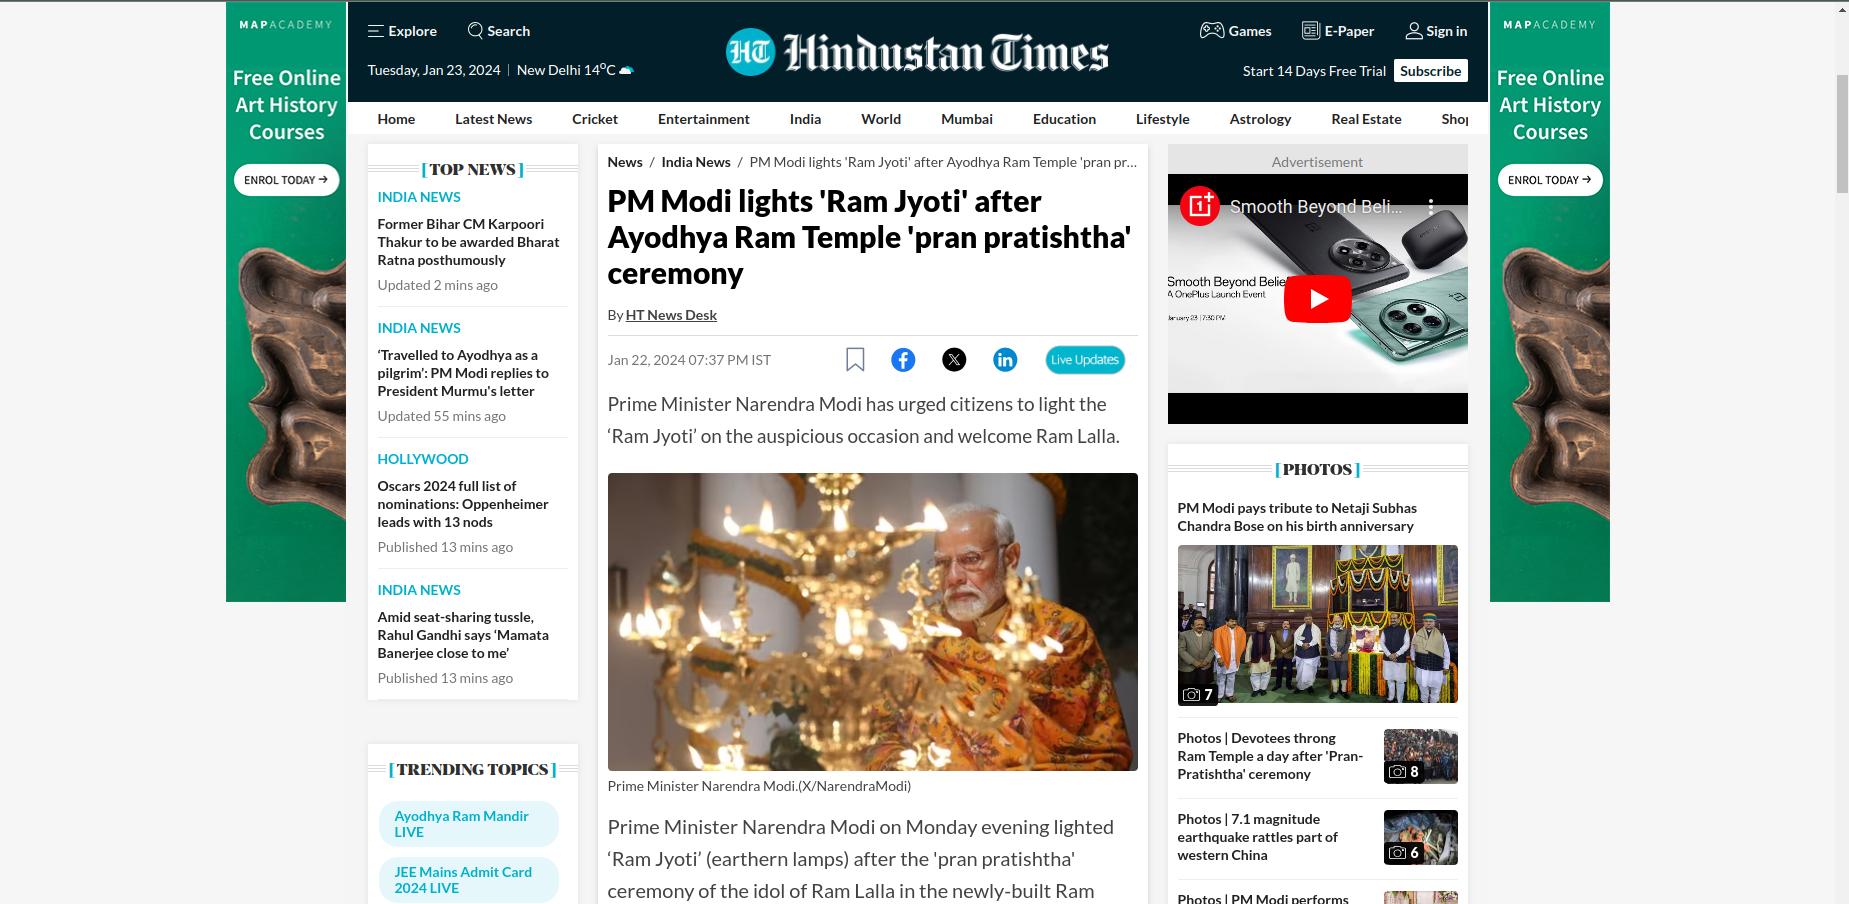 MAPACADEMY
Free Online
Art History
Courses
ENROL TODAY →
Explore
Search
Tuesday, Jan 23, 2024 | New Delhi 14°C
HT Hindustan Times
Games
E-Paper
Sign in
Start 14 Days Free Trial
Subscribe
MAPACADEMY
Free Online
Art History
Courses
ENROL TODAY →
Home Latest News Cricket Entertainment India World Mumbai Education Lifestyle Astrology Real Estate Shop
[TOP NEWS]
INDIA NEWS
Former Bihar CM Karpoori
Thakur to be awarded Bharat
Ratna posthumously
Updated 2 mins ago
INDIA NEWS
‘Travelled to Ayodhya as a
pilgrim’: PM Modi replies to
President Murmu's letter
Updated 55 mins ago
HOLLYWOOD
Oscars 2024 full list of
nominations: Oppenheimer
leads with 13 nods
Published 13 mins ago
INDIA NEWS
Amid seat-sharing tussle,
Rahul Gandhi says ‘Mamata
Banerjee close to me’
Published 13 mins ago
[TRENDING TOPICS]
Ayodhya Ram Mandir
LIVE
JEE Mains Admit Card
2024 LIVE
News / India News / PM Modi lights 'Ram Jyoti' after Ayodhya Ram Temple 'pran pr...
PM Modi lights 'Ram Jyoti' after
Ayodhya Ram Temple 'pran pratishtha'
ceremony
By HT News Desk
Jan 22, 2024 07:37 PM IST
Live Updates
Prime Minister Narendra Modi has urged citizens to light the
‘Ram Jyoti’ on the auspicious occasion and welcome Ram Lalla.
Prime Minister Narendra Modi.(X/NarendraModi)
Prime Minister Narendra Modi on Monday evening lighted
‘Ram Jyoti’ (earthern lamps) after the 'pran pratishtha'
ceremony of the idol of Ram Lalla in the newly-built Ram
Advertisement
Smooth Beyond Beli...
Smooth Beyond Belie
A OnePlus Launch Event
January 23 | 7:30 PM
[PHOTOS]
PM Modi pays tribute to Netaji Subhas
Chandra Bose on his birth anniversary
7
Photos | Devotees throng
Ram Temple a day after 'Pran-
Pratishtha' ceremony
8
Photos | 7.1 magnitude
earthquake rattles part of
western China
6
Photos | PM Modi performs